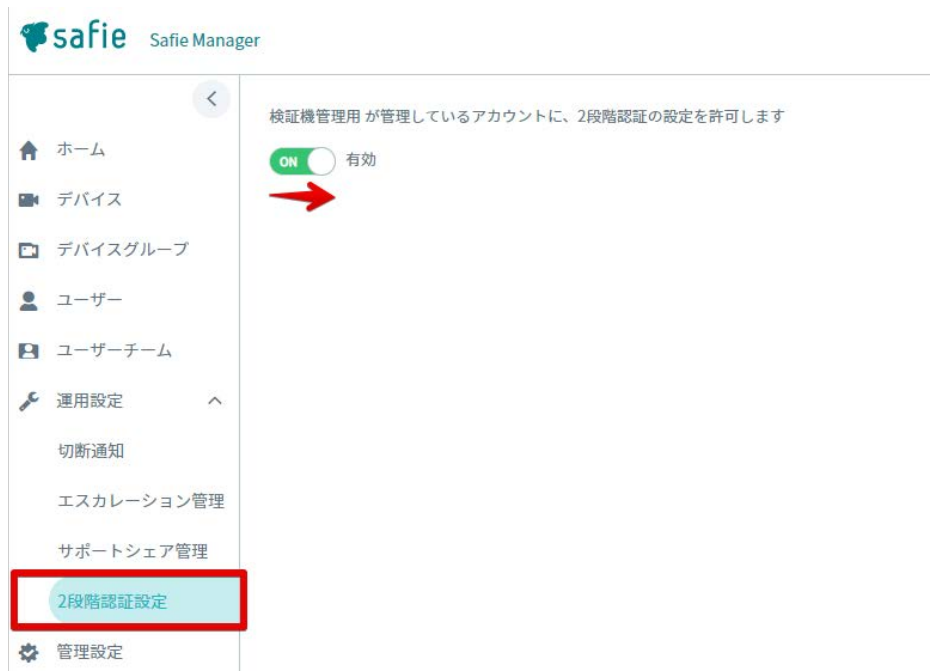 safie Safie Manager
検証機管理用 が管理しているアカウントに、2段階認証の設定を許可します
ON 有効
ホーム
デバイス
デバイスグループ
ユーザー
ユーザーチーム
運用設定
切断通知
エスカレーション管理
サポートシェア管理
2段階認証設定
管理設定